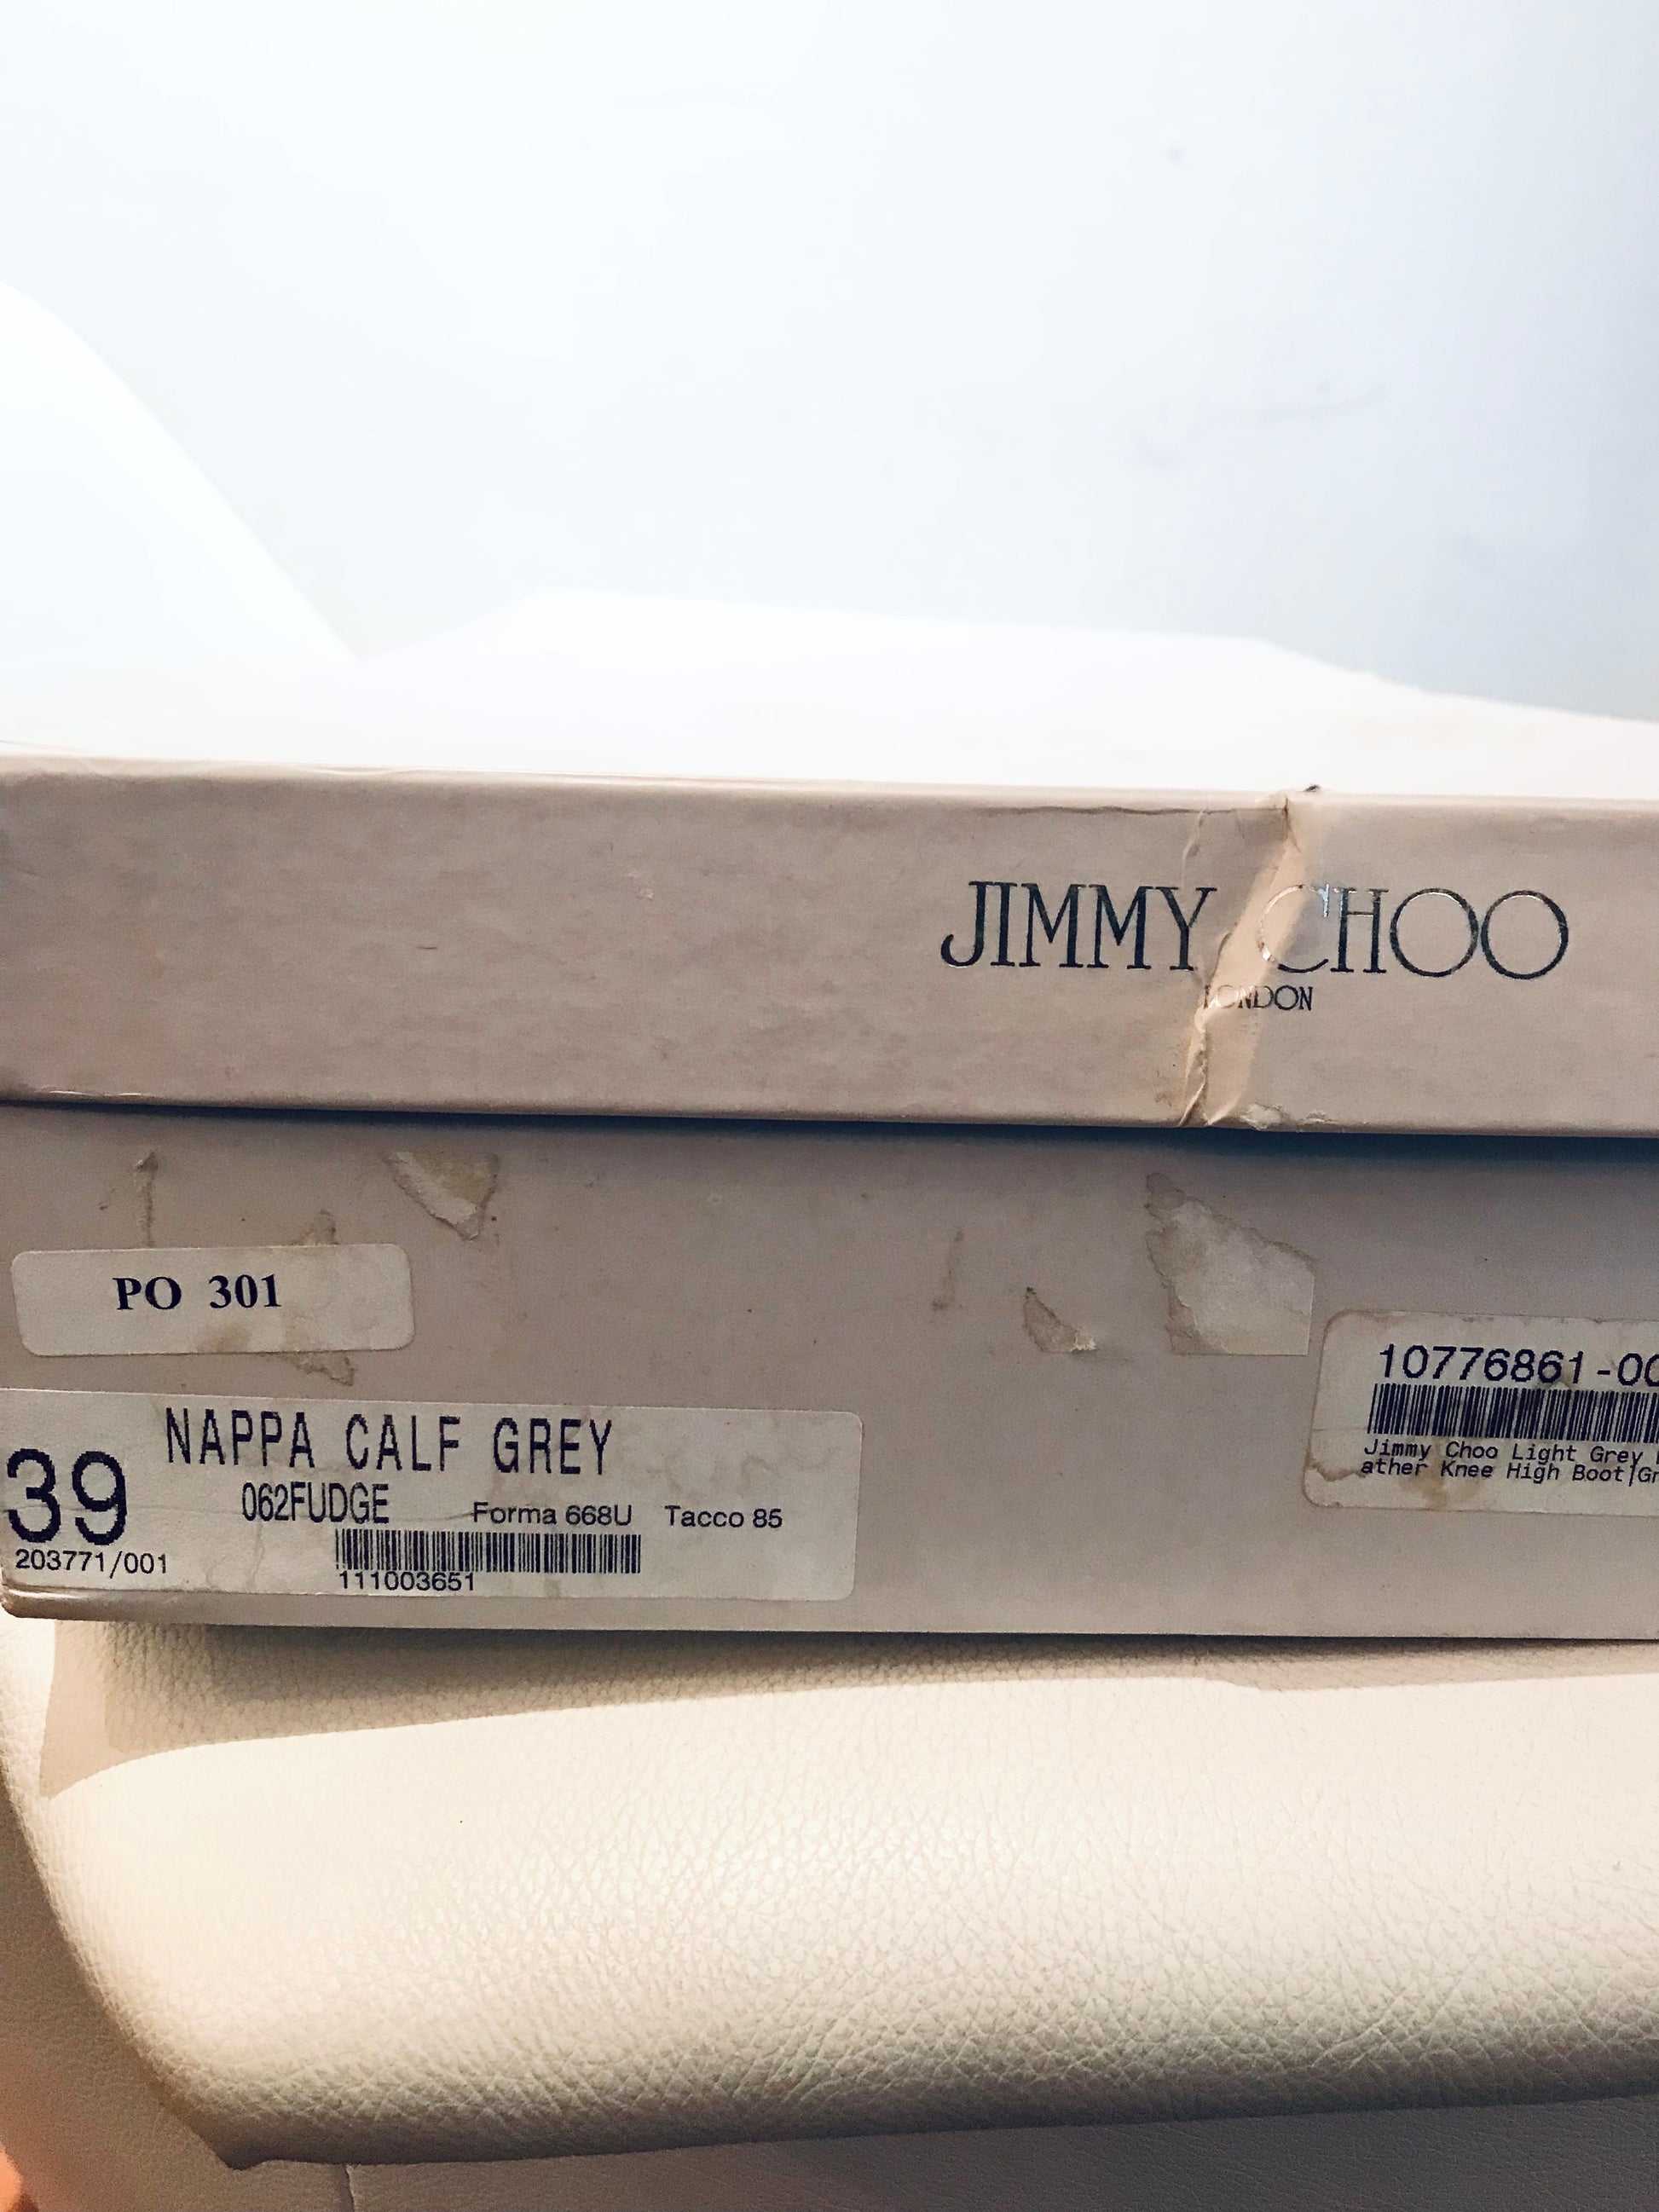 JIMMY CHOO
LONDON
PO 301
NAPPA CALF GREY
39
062FUDGE Forma 668U Tacco 85
203771/001
111003651
10776861-00
Jimmy Choo Light Grey
ather Knee High Boot|Gr